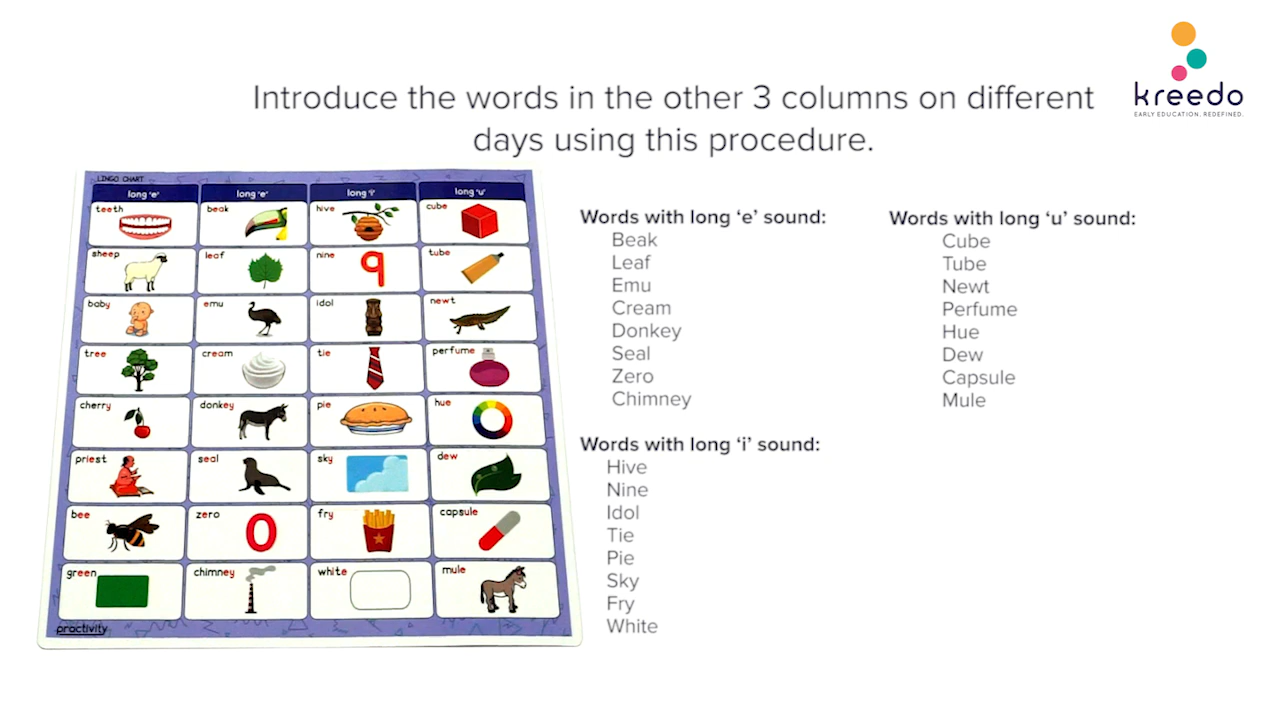 kreedo
EARLY EDUCATION. REDEFINED.
Introduce the words in the other 3 columns on different
days using this procedure.
LINGO CHART
long 'e' long 'e' long 'i' long 'u'
teeth beak hive cube
sheep leaf nine 9 tube
baby emu idol newt
tree cream tie perfume
cherry donkey pie hue
priest seal sky dew
bee zero 0 fry capsule
green chimney white mule
proctivity
Words with long ‘e’ sound:
Beak
Leaf
Emu
Cream
Donkey
Seal
Zero
Chimney
Words with long ‘i’ sound:
Hive
Nine
Idol
Tie
Pie
Sky
Fry
White
Words with long ‘u’ sound:
Cube
Tube
Newt
Perfume
Hue
Dew
Capsule
Mule